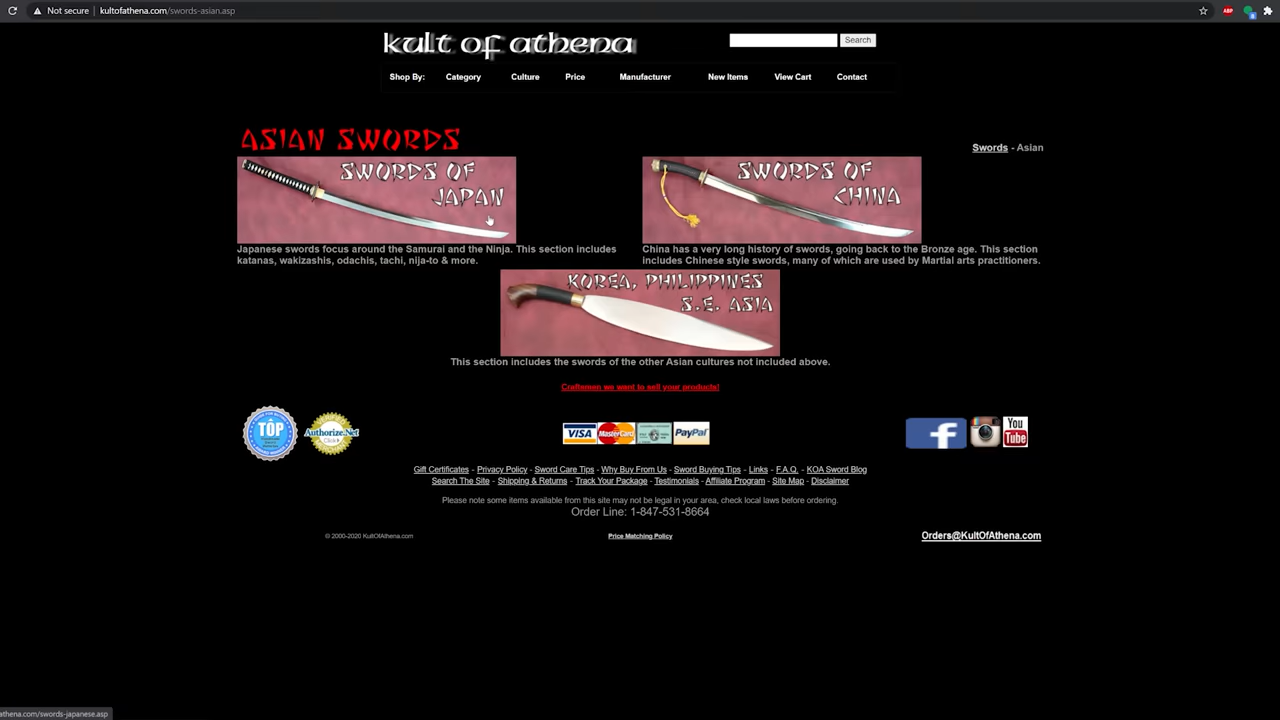 Not secure
kultofathena.com/swords-asian.asp
ABP
kult of athena
Search
Shop By: Category Culture Price Manufacturer New Items View Cart Contact
ASIAN SWORDS
Swords - Asian
SWORDS OF
JAPAN
SWORDS OF
CHINA
Japanese swords focus around the Samurai and the Ninja. This section includes
katanas, wakizashis, odachis, tachi, nija-to & more.
China has a very long history of swords, going back to the Bronze age. This section
includes Chinese style swords, many of which are used by Martial arts practitioners.
KOREA, PHILIPPINES
S.E. ASIA
This section includes the swords of the other Asian cultures not included above.
Craftemen we want to sell your products!
TÔP
Authorize.Net
Click
VISA MasterCard PayPal
f
You
Tube
Gift Certificates - Privacy Policy - Sword Care Tips - Why Buy From Us - Sword Buying Tips - Links - F.A.Q. - KOA Sword Blog
Search The Site - Shipping & Returns - Track Your Package - Testimonials - Affiliate Program - Site Map - Disclaimer
Please note some items available from this site may not be legal in your area, check local laws before ordering.
Order Line: 1-847-531-8664
© 2000-2020 KultOfAthena.com
Price Matching Policy
Orders@KultOfAthena.com
athena.com/swords-japanese.asp